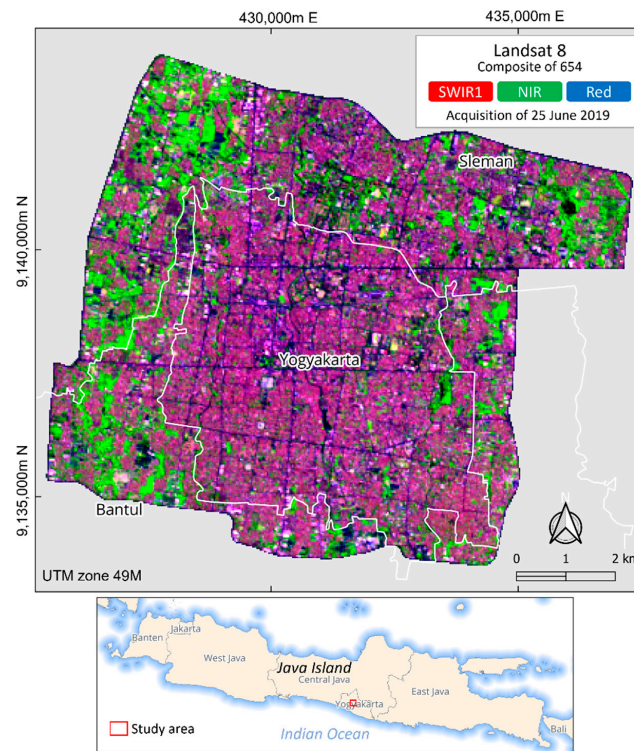 430,000m E
435,000m E
Landsat 8
Composite of 654
SWIR1
NIR
Red
Acquisition of 25 June 2019
Sleman
9,140,000m N
Yogyakarta
9,135,000m N
Bantul
N
0 1 2 km
UTM zone 49M
Banten
Jakarta
West Java
Java Island
Central Java
Yogyakarta
East Java
Bali
Study area
Indian Ocean